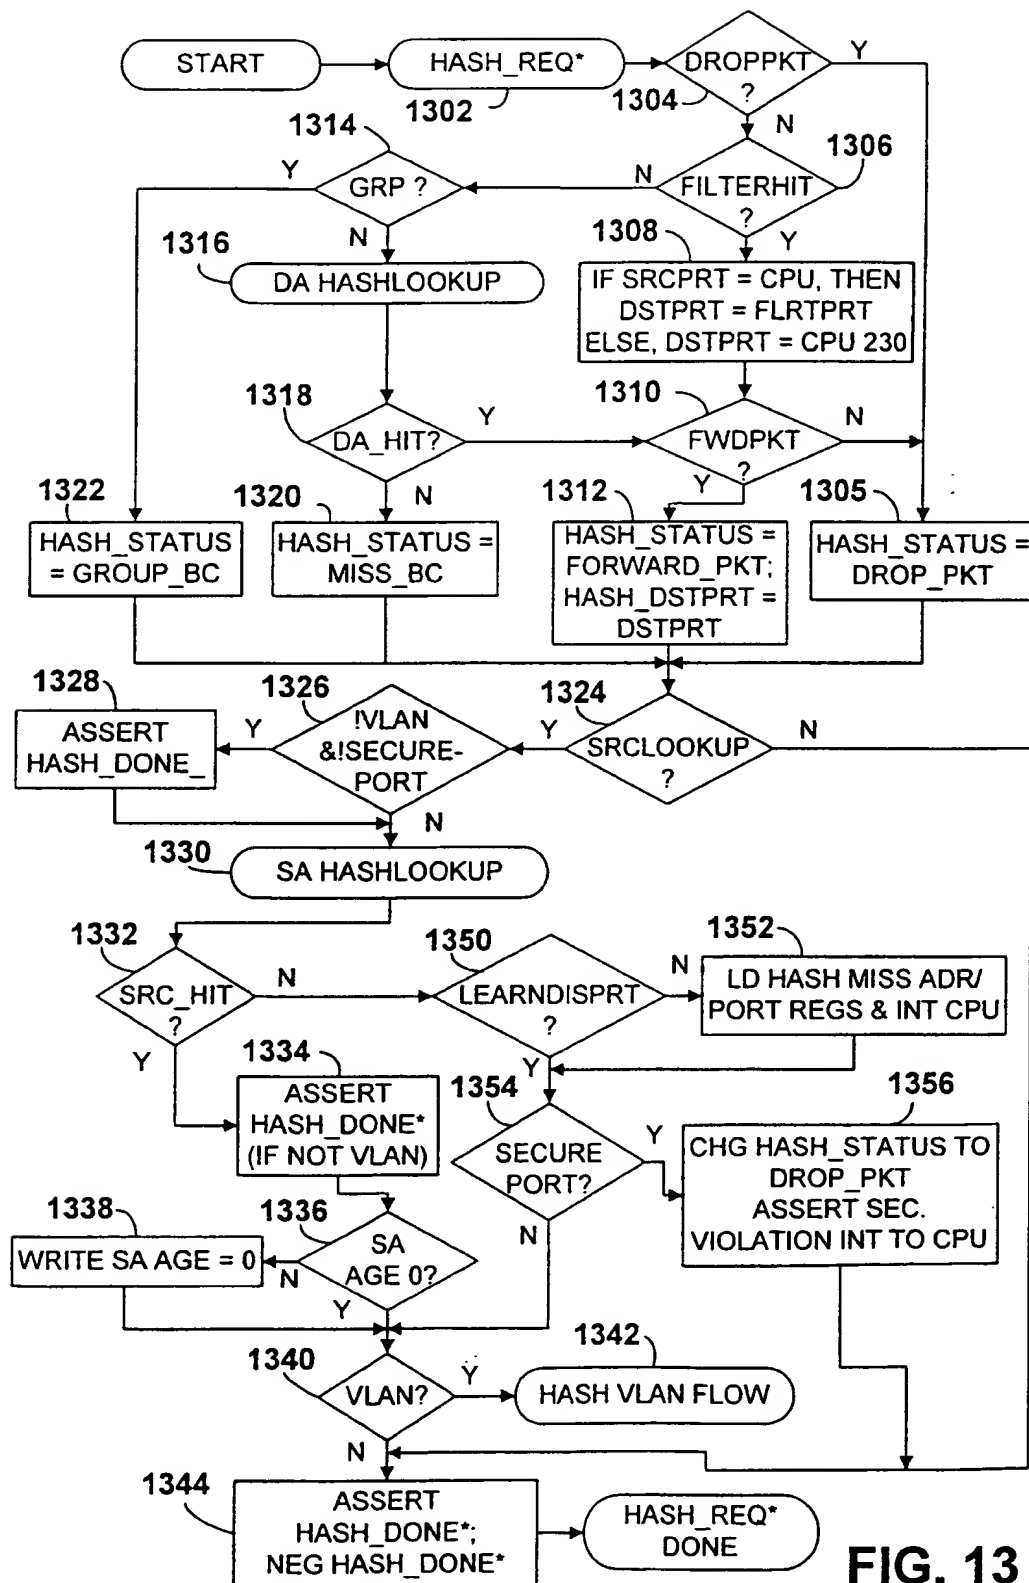 START
HASH_REQ*
1302
DROPPKT
?
1304
Y
N
1314
GRP ?
Y
N
N
FILTERHIT
?
1306
Y
1316
DA HASHLOOKUP
1308
IF SRCPRT = CPU, THEN
DSTPRT = FLRTPRT
ELSE, DSTPRT = CPU 230
1318
DA_HIT?
Y
N
1310
FWDPKT
?
N
Y
1322
HASH_STATUS
= GROUP_BC
1320
HASH_STATUS =
MISS_BC
1312
HASH_STATUS =
FORWARD_PKT;
HASH_DSTPRT =
DSTPRT
1305
HASH_STATUS =
DROP_PKT
1328
ASSERT
HASH_DONE_
1326
!VLAN
&!SECURE-
PORT
Y
N
1324
SRCLOOKUP
?
Y
N
1330
SA HASHLOOKUP
1332
SRC_HIT
?
N
Y
1350
LEARNDISPRT
?
N
Y
1352
LD HASH MISS ADR/
PORT REGS & INT CPU
1334
ASSERT
HASH_DONE*
(IF NOT VLAN)
1354
SECURE
PORT?
Y
N
1356
CHG HASH_STATUS TO
DROP_PKT
ASSERT SEC.
VIOLATION INT TO CPU
1338
WRITE SA AGE = 0
1336
SA
AGE 0?
N
Y
1340
VLAN?
Y
N
1342
HASH VLAN FLOW
1344
ASSERT
HASH_DONE*;
NEG HASH_DONE*
HASH_REQ*
DONE
FIG. 13